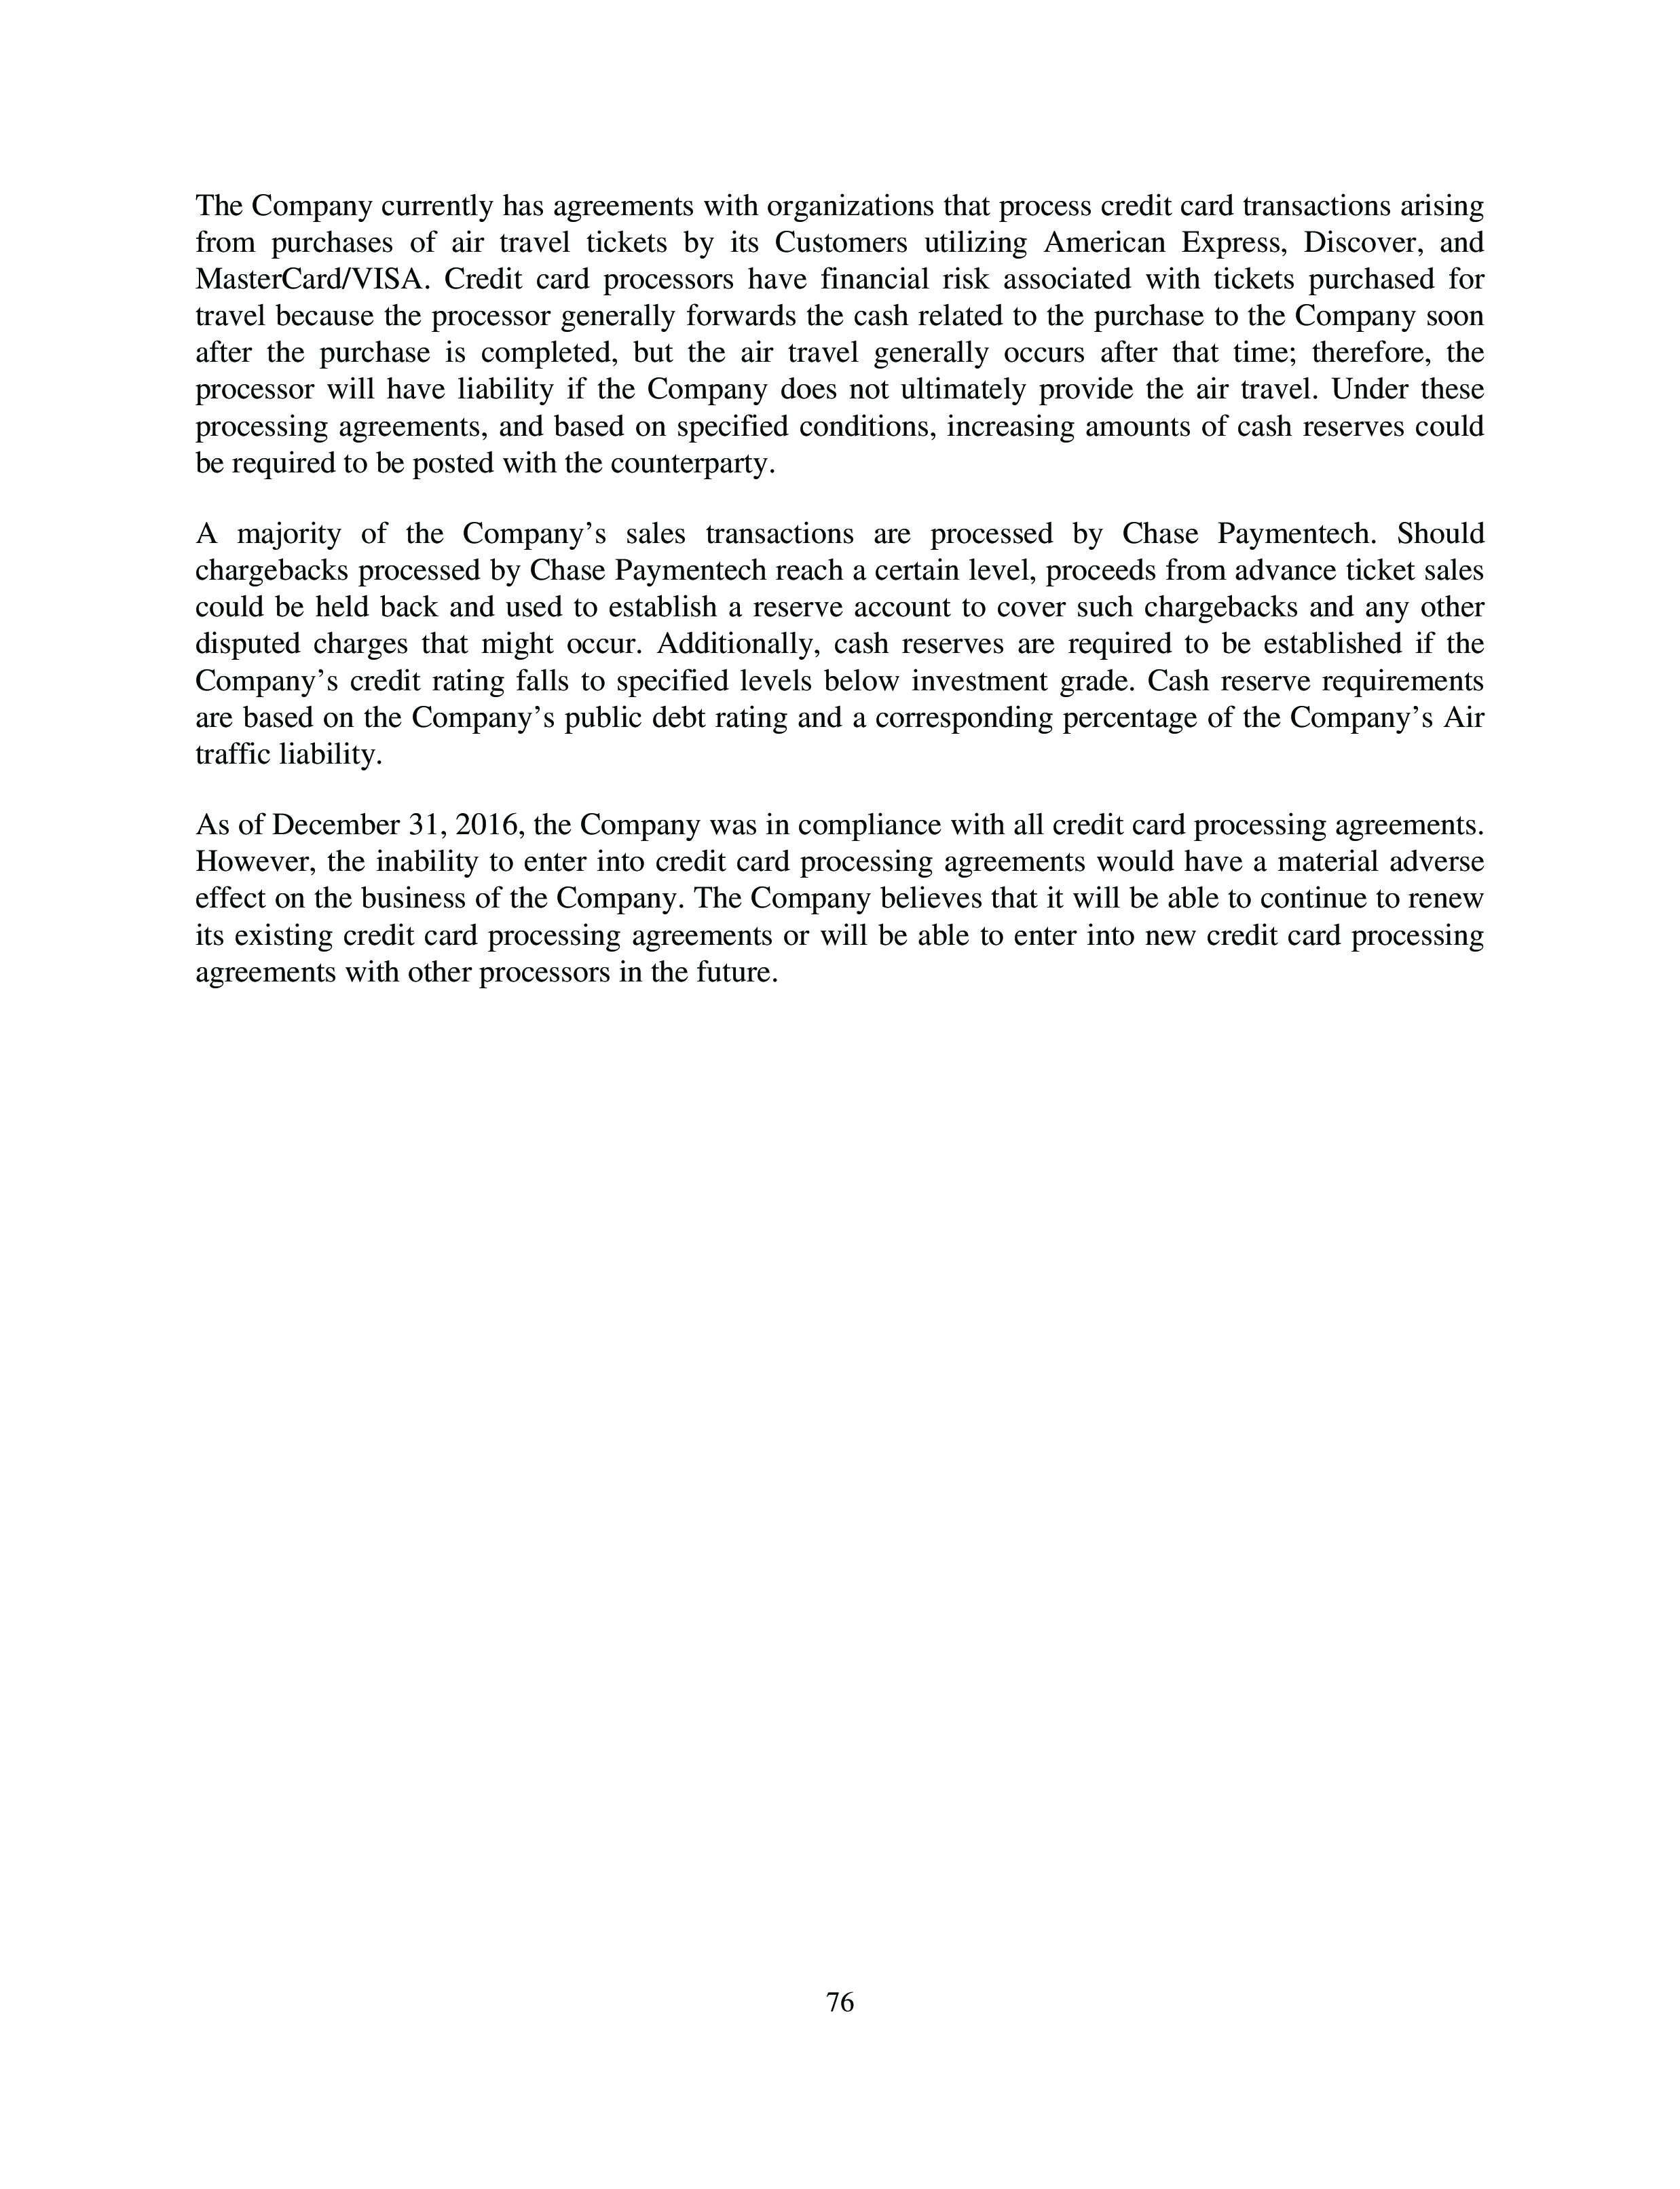 The Company currently has agreements with organizations that process credit card transactions arising
from purchases of air travel tickets by its Customers utilizing American Express, Discover, and
MasterCard/VISA. Credit card processors have financial risk associated with tickets purchased for
travel because the processor generally forwards the cash related to the purchase to the Company soon
after the purchase is completed, but the air travel generally occurs after that time; therefore, the
processor will have liability if the Company does not ultimately provide the air travel. Under these
processing agreements, and based on specified conditions, increasing amounts of cash reserves could
be required to be posted with the counterparty.
A majority of the Company’s sales transactions are processed by Chase Paymentech. Should
chargebacks processed by Chase Paymentech reach a certain level, proceeds from advance ticket sales
could be held back and used to establish a reserve account to cover such chargebacks and any other
disputed charges that might occur. Additionally, cash reserves are required to be established if the
Company’s credit rating falls to specified levels below investment grade. Cash reserve requirements
are based on the Company’s public debt rating and a corresponding percentage of the Company’s Air
traffic liability.
As of December 31, 2016, the Company was in compliance with all credit card processing agreements.
However, the inability to enter into credit card processing agreements would have a material adverse
effect on the business of the Company. The Company believes that it will be able to continue to renew
its existing credit card processing agreements or will be able to enter into new credit card processing
agreements with other processors in the future.
76